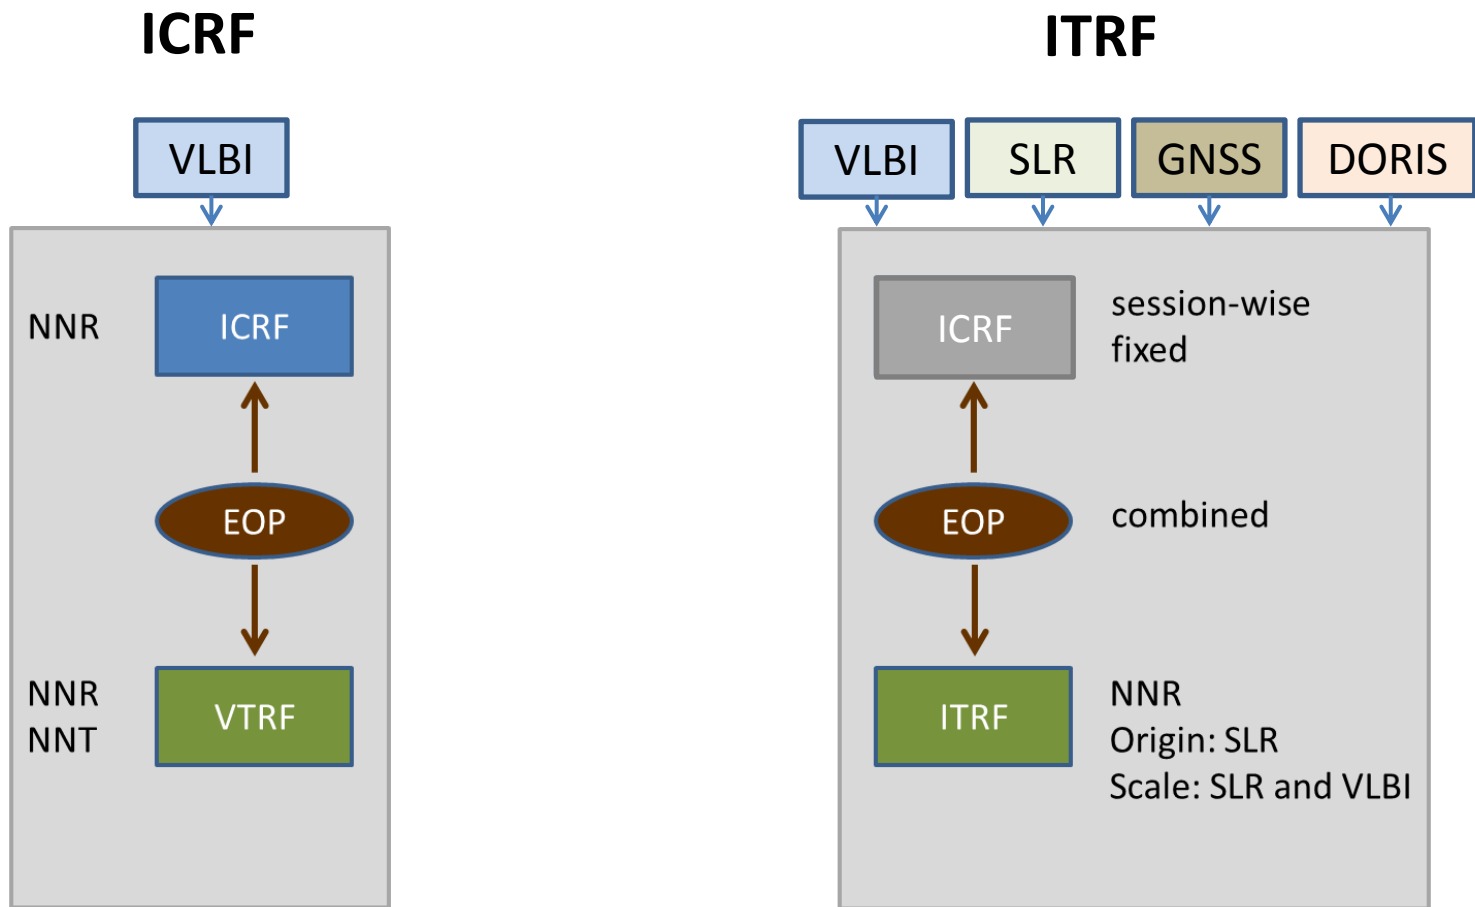 ICRF
VLBI
NNR
ICRF
EOP
NNR
NNT
VTRF
ITRF
VLBI
SLR
GNSS
DORIS
ICRF
session-wise
fixed
EOP
combined
ITRF
NNR
Origin: SLR
Scale: SLR and VLBI